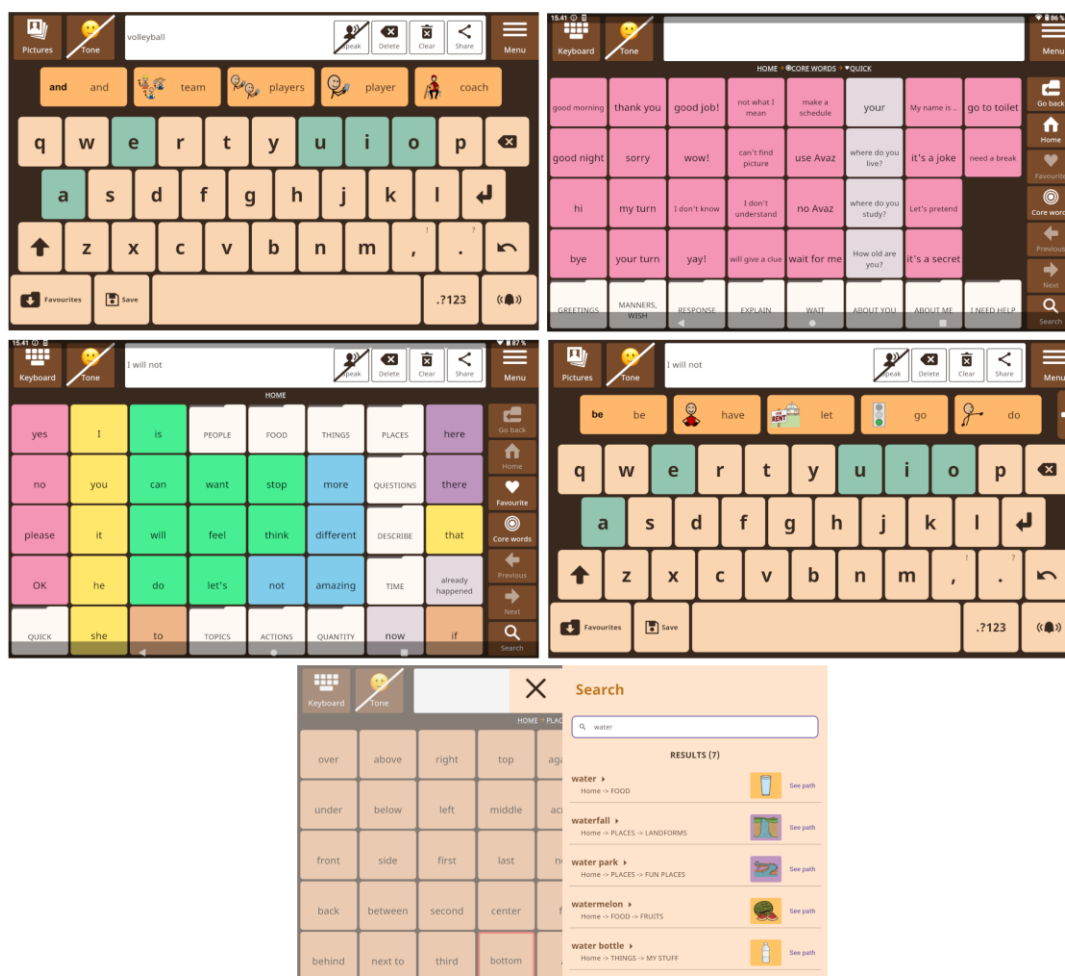 volleyball
Pictures Tone Speak Delete Clear Share Menu
and and team players player coach
q w e r t y u i o p
a s d f g h j k l
!
?
z x c v b n m , .
Favourites Save .?123
15.41 86 %
Keyboard Tone Menu
HOME → CORE WORDS → QUICK
good morning thank you good job! not what I mean make a schedule your My name is .. go to toilet Go back
good night sorry wow! can't find picture use Avaz where do you live? it's a joke need a break Home
Favourite
hi my turn I don't know I don't understand no Avaz where do you study? Let's pretend Core words
bye your turn yay! will give a clue wait for me How old are you? it's a secret Previous
Next
GREETINGS MANNERS, WISH RESPONSE EXPLAIN WAIT ABOUT YOU ABOUT ME I NEED HELP Search
15.41 87 %
I will not
Keyboard Tone Speak Delete Clear Share Menu
HOME
yes I is PEOPLE FOOD THINGS PLACES here Go back
Home
no you can want stop more QUESTIONS there Favourite
please it will feel think different DESCRIBE that Core words
Previous
OK he do let's not amazing TIME already happened Next
QUICK she to TOPICS ACTIONS QUANTITY now if Search
I will not
Pictures Tone Speak Delete Clear Share Menu
be be have let go do
RENT
q w e r t y u i o p
a s d f g h j k l
!
?
z x c v b n m , .
Favourites Save .?123
Keyboard Tone
HOME → PLAC
over above right top aga
under below left middle
front side first last
back between second center
behind next to third bottom
Search
water
RESULTS (7)
water
Home -> FOOD
See path
waterfall
Home -> PLACES -> LANDFORMS
See path
water park
Home -> PLACES -> FUN PLACES
See path
watermelon
Home -> FOOD -> FRUITS
See path
water bottle
Home -> THINGS -> MY STUFF
See path